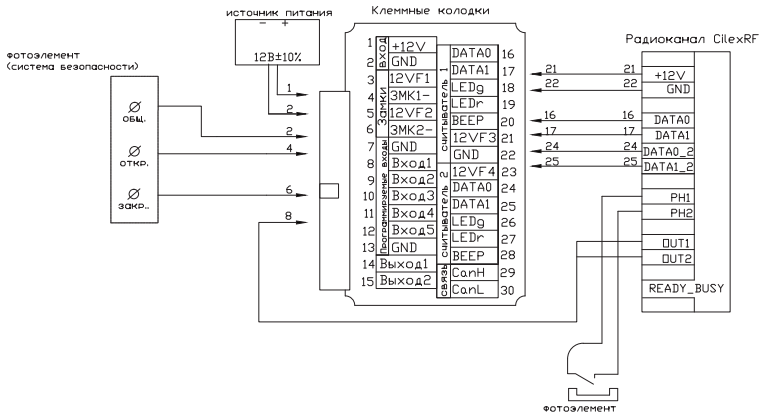 источник питания
− +
12В±10%
Клеммные колодки
фотоэлемент
(система безопасности)
общ.
откр.
закр..
1
2
2
4
6
8
ВХОД
1 +12V
2 GND
Замки
3 12VF1
4 ЗМК1-
5 12VF2
6 ЗМК2-
Программируемые входы
7 GND
8 Вход1
9 Вход2
10 Вход3
11 Вход4
12 Вход5
13 GND
14 Выход1
15 Выход2
считыватель 1
DATA0 16
DATA1 17
LEDg 18
LEDr 19
BEEP 20
12VF3 21
GND 22
считыватель 2
12VF4 23
DATA0 24
DATA1 25
LEDg 26
LEDr 27
BEEP 28
связь
CanH 29
CanL 30
Радиоканал CilexRF
21 21 +12V
22 22 GND
16 16 DATA0
17 17 DATA1
24 24 DATA0_2
25 25 DATA1_2
PH1
PH2
OUT1
OUT2
READY_BUSY
фотоэлемент